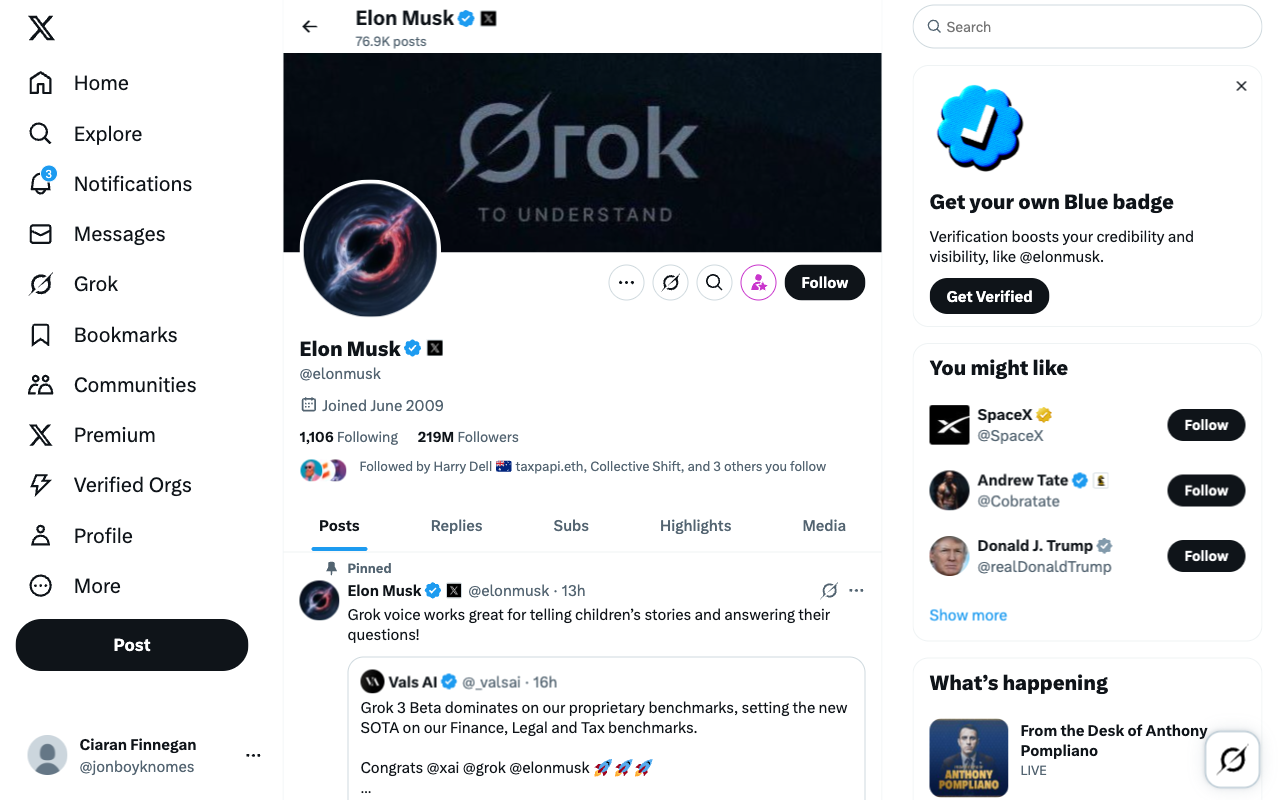 Home
Explore
3
Notifications
Messages
Grok
Bookmarks
Communities
Premium
Verified Orgs
Profile
More
Post
Ciaran Finnegan
@jonboyknomes
Elon Musk
76.9K posts
Grok
TO UNDERSTAND
Follow
Elon Musk
@elonmusk
Joined June 2009
1,106 Following 219M Followers
Followed by Harry Dell 🇦🇺 taxpapi.eth, Collective Shift, and 3 others you follow
Posts Replies Subs Highlights Media
Pinned
Elon Musk @elonmusk · 13h
Grok voice works great for telling children’s stories and answering their
questions!
Vals AI @_valsai · 16h
Grok 3 Beta dominates on our proprietary benchmarks, setting the new
SOTA on our Finance, Legal and Tax benchmarks.
Congrats @xai @grok @elonmusk 🚀🚀🚀
...
Search
Get your own Blue badge
Verification boosts your credibility and
visibility, like @elonmusk.
Get Verified
You might like
SpaceX
@SpaceX
Follow
Andrew Tate
@Cobratate
Follow
Donald J. Trump
@realDonaldTrump
Follow
Show more
What’s happening
From the Desk of Anthony
Pompliano
LIVE
ANTHONY
POMPLIANO